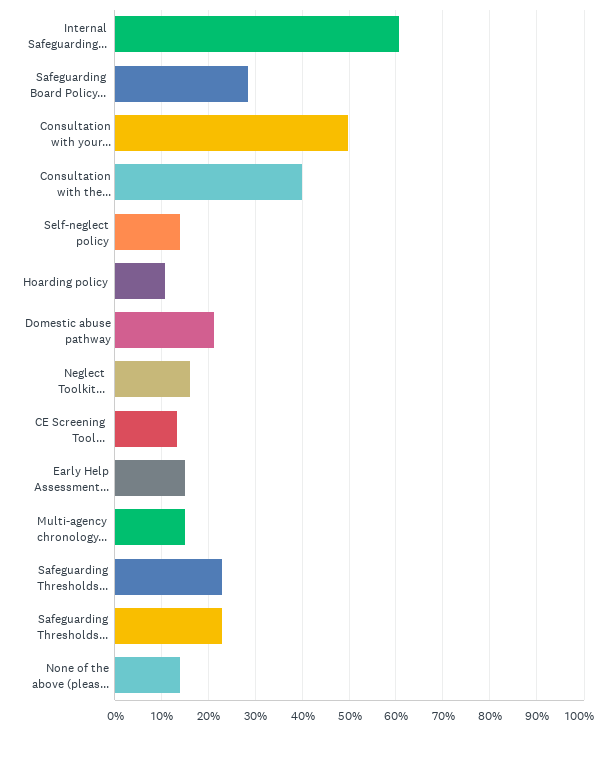 Internal
Safeguarding...
Safeguarding
Board Policy...
Consultation
with your...
Consultation
with the...
Self-neglect
policy
Hoarding policy
Domestic abuse
pathway
Neglect
Toolkit...
CE Screening
Tool...
Early Help
Assessment...
Multi-agency
chronology...
Safeguarding
Thresholds...
Safeguarding
Thresholds...
None of the
above (pleas...
0% 10% 20% 30% 40% 50% 60% 70% 80% 90% 100%